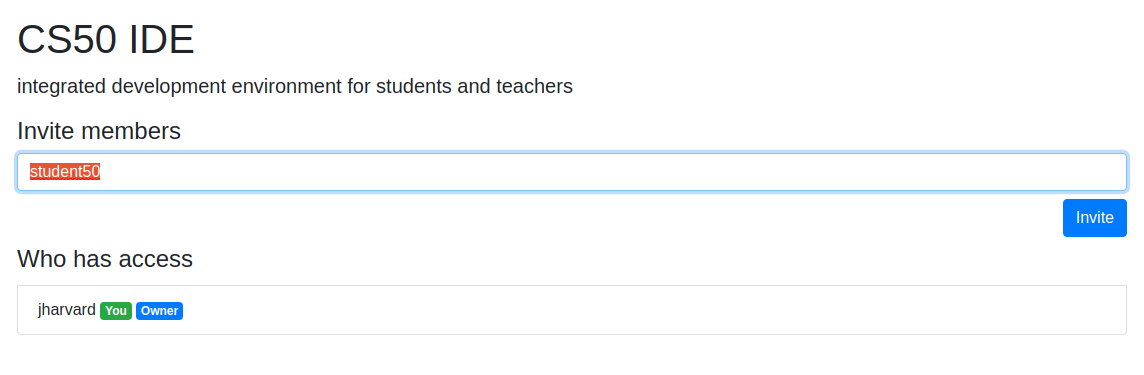 CS50 IDE
integrated development environment for students and teachers
Invite members
student50
Invite
Who has access
jharvard You Owner